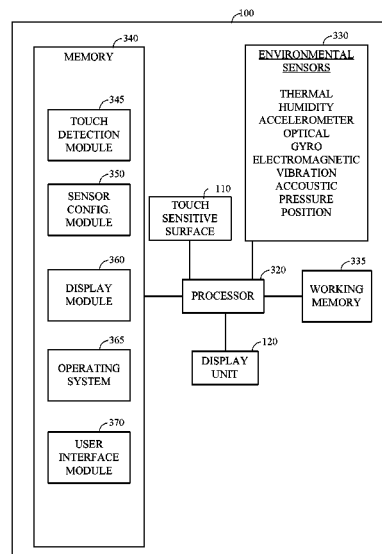 100
340
MEMORY
345
TOUCH
DETECTION
MODULE
350
SENSOR
CONFIG.
MODULE
360
DISPLAY
MODULE
365
OPERATING
SYSTEM
370
USER
INTERFACE
MODULE
330
ENVIRONMENTAL
SENSORS
THERMAL
HUMIDITY
ACCELEROMETER
OPTICAL
GYRO
ELECTROMAGNETIC
VIBRATION
ACCOUSTIC
PRESSURE
POSITION
110
TOUCH
SENSITIVE
SURFACE
320
PROCESSOR
335
WORKING
MEMORY
120
DISPLAY
UNIT